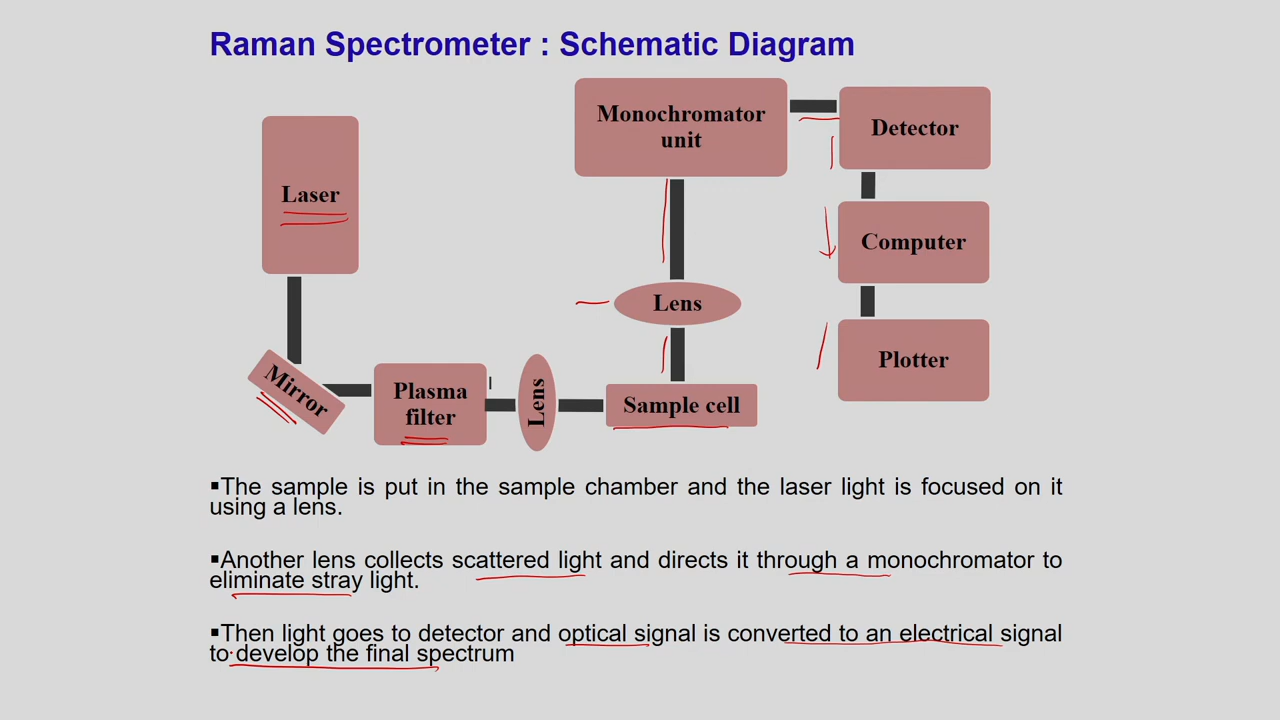 Raman Spectrometer : Schematic Diagram
Laser
Mirror
Plasma
filter
Lens
Sample cell
Lens
Monochromator
unit
Detector
Computer
Plotter
▪The sample is put in the sample chamber and the laser light is focused on it
using a lens.
▪Another lens collects scattered light and directs it through a monochromator to
eliminate stray light.
▪Then light goes to detector and optical signal is converted to an electrical signal
to develop the final spectrum